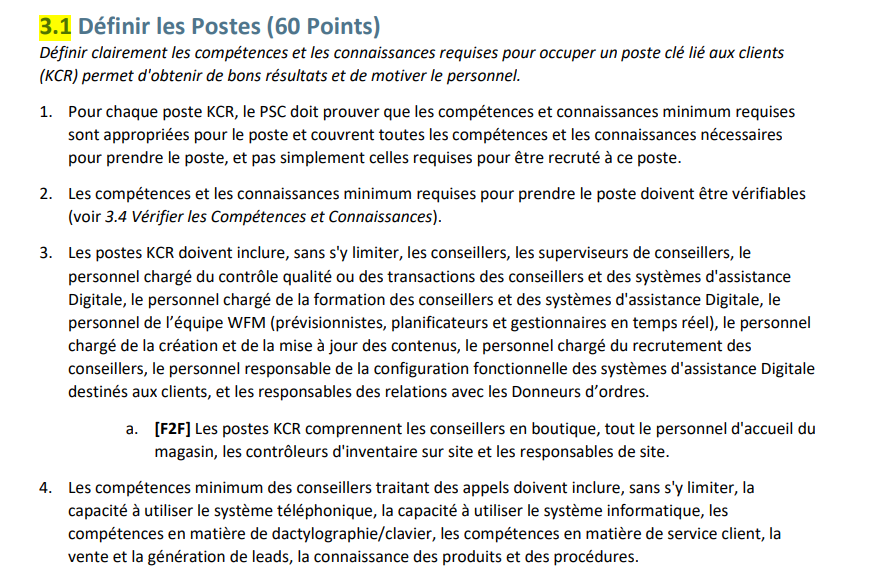 3.1 Définir les Postes (60 Points)
Définir clairement les compétences et les connaissances requises pour occuper un poste clé lié aux clients
(KCR) permet d'obtenir de bons résultats et de motiver le personnel.
1. Pour chaque poste KCR, le PSC doit prouver que les compétences et connaissances minimum requises
sont appropriées pour le poste et couvrent toutes les compétences et les connaissances nécessaires
pour prendre le poste, et pas simplement celles requises pour être recruté à ce poste.
2. Les compétences et les connaissances minimum requises pour prendre le poste doivent être vérifiables
(voir 3.4 Vérifier les Compétences et Connaissances).
3. Les postes KCR doivent inclure, sans s'y limiter, les conseillers, les superviseurs de conseillers, le
personnel chargé du contrôle qualité ou des transactions des conseillers et des systèmes d'assistance
Digitale, le personnel chargé de la formation des conseillers et des systèmes d'assistance Digitale, le
personnel de l’équipe WFM (prévisionnistes, planificateurs et gestionnaires en temps réel), le personnel
chargé de la création et de la mise à jour des contenus, le personnel chargé du recrutement des
conseillers, le personnel responsable de la configuration fonctionnelle des systèmes d'assistance Digitale
destinés aux clients, et les responsables des relations avec les Donneurs d’ordres.
a. [F2F] Les postes KCR comprennent les conseillers en boutique, tout le personnel d'accueil du
magasin, les contrôleurs d'inventaire sur site et les responsables de site.
4. Les compétences minimum des conseillers traitant des appels doivent inclure, sans s'y limiter, la
capacité à utiliser le système téléphonique, la capacité à utiliser le système informatique, les
compétences en matière de dactylographie/clavier, les compétences en matière de service client, la
vente et la génération de leads, la connaissance des produits et des procédures.